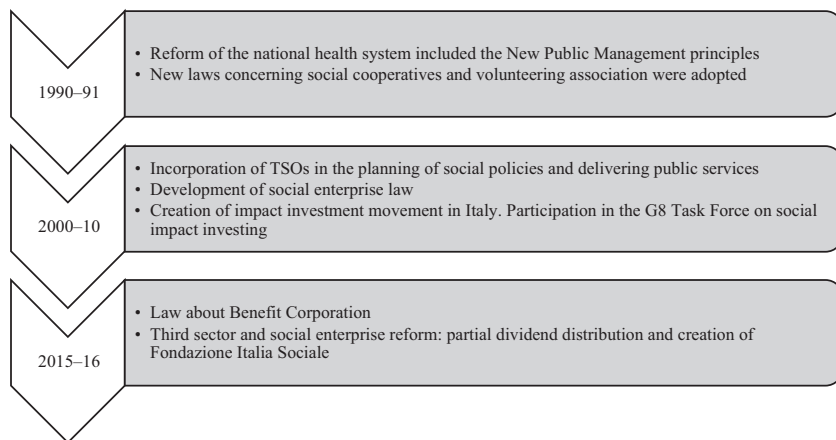 1990–91
• Reform of the national health system included the New Public Management principles
• New laws concerning social cooperatives and volunteering association were adopted
2000–10
• Incorporation of TSOs in the planning of social policies and delivering public services
• Development of social enterprise law
• Creation of impact investment movement in Italy. Participation in the G8 Task Force on social
impact investing
2015–16
• Law about Benefit Corporation
• Third sector and social enterprise reform: partial dividend distribution and creation of
Fondazione Italia Sociale